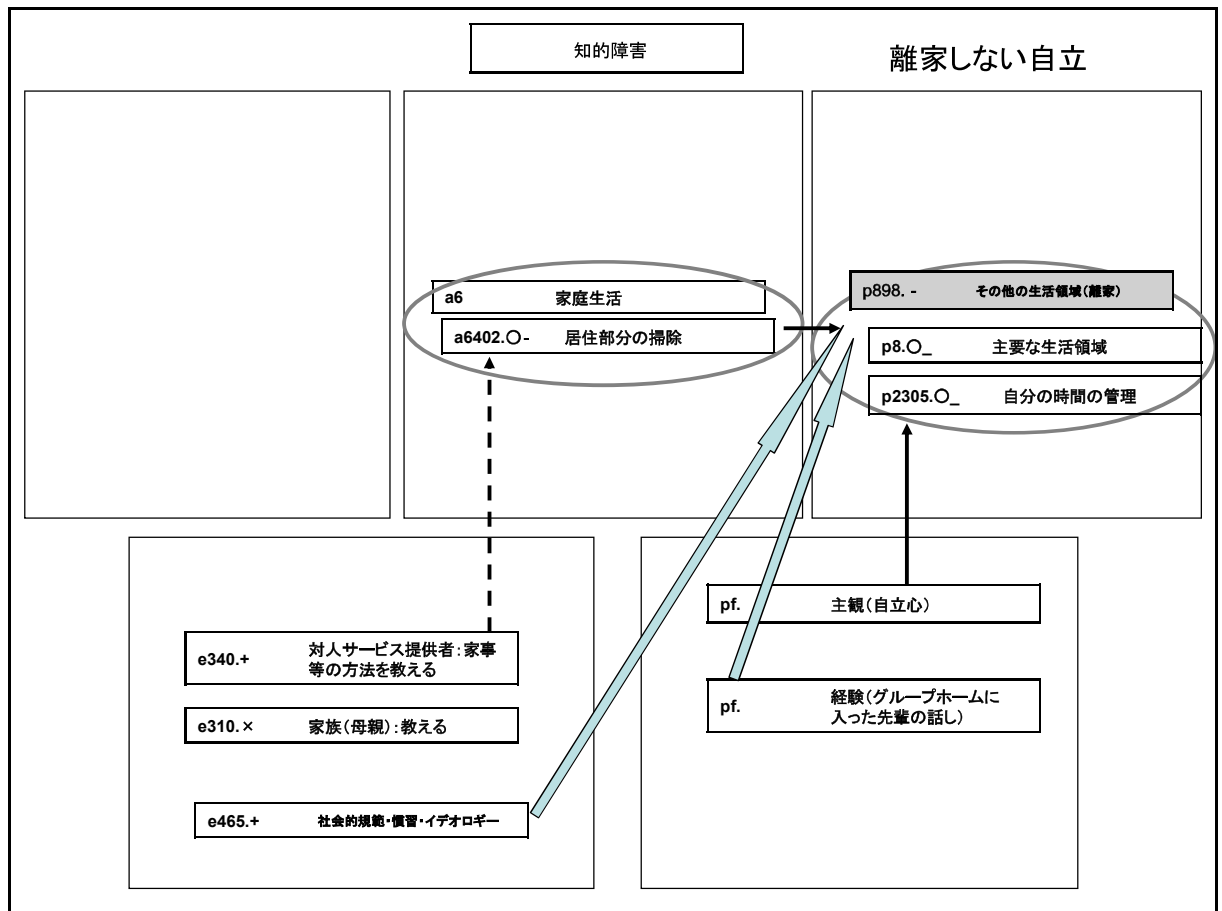 知的障害
離家しない自立
a6 家庭生活
a6402.〇- 居住部分の掃除
p898. - その他の生活領域(離家)
p8.〇_ 主要な生活領域
p2305.〇_ 自分の時間の管理
e340.+ 対人サービス提供者:家事
等の方法を教える
e310.× 家族(母親):教える
e465.+ 社会的規範・慣習・イデオロギー
pf. 主観(自立心)
pf. 経験(グループホームに
入った先輩の話し)